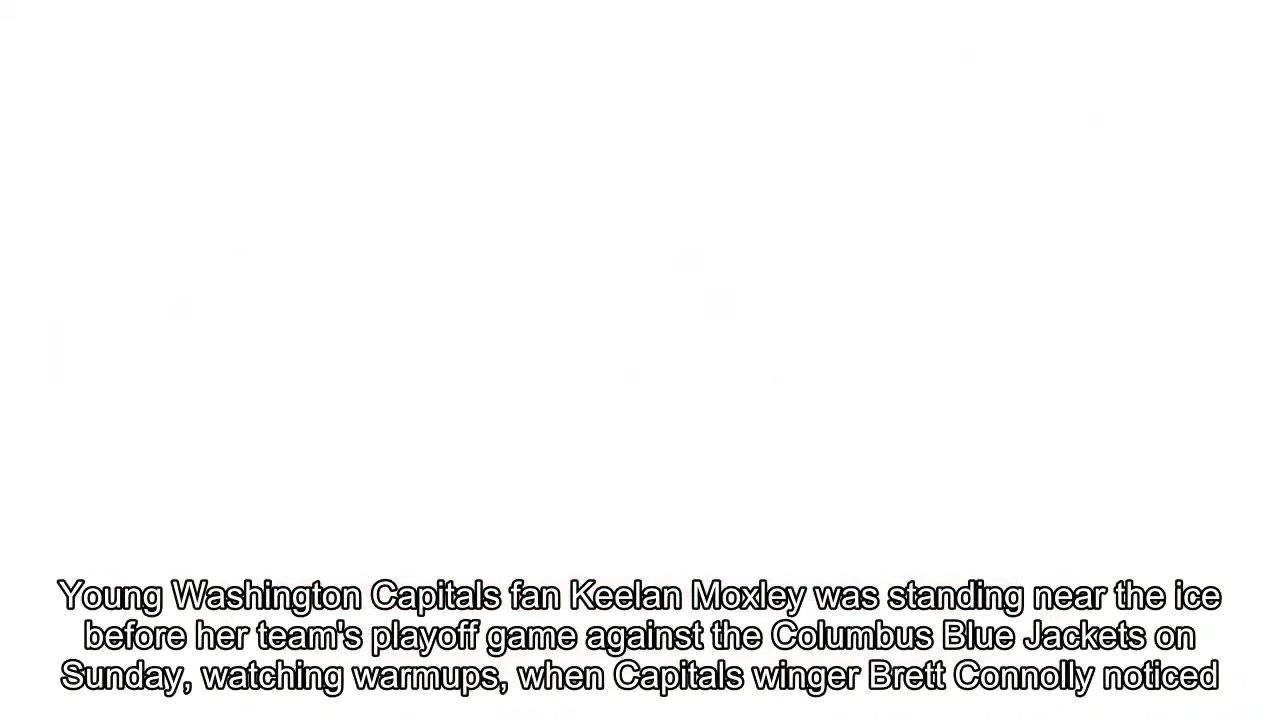 Young Washington Capitals fan Keelan Moxley was standing near the ice
before her team's playoff game against the Columbus Blue Jackets on
Sunday, watching warmups, when Capitals winger Brett Connolly noticed